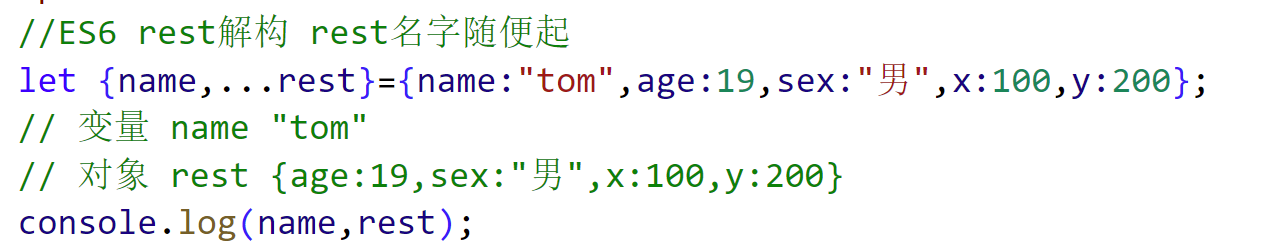 //ES6 rest解构 rest名字随便起
let {name,...rest}={name:"tom",age:19,sex:"男",x:100,y:200};
// 变量 name "tom"
// 对象 rest {age:19,sex:"男",x:100,y:200}
console.log(name,rest);